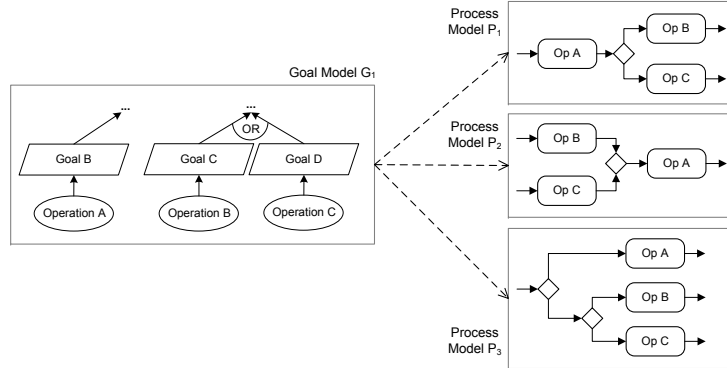 Goal Model G₁
...
...
OR
Goal B
Goal C
Goal D
Operation A
Operation B
Operation C
Process
Model P₁
Op A
Op B
Op C
Process
Model P₂
Op B
Op C
Op A
Process
Model P₃
Op A
Op B
Op C